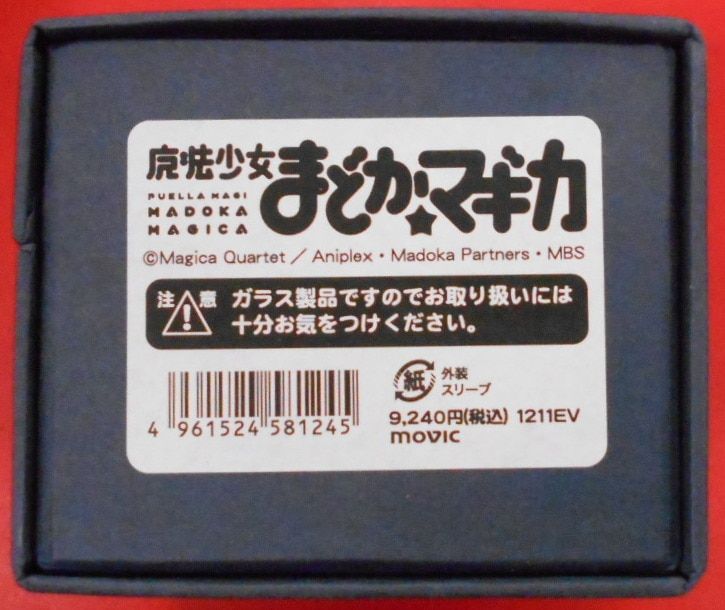 魔法少女
まどか★マギカ
PUELLA MAGI
MADOKA
MAGICA
©Magica Quartet／Aniplex・Madoka Partners・MBS
注意
ガラス製品ですのでお取り扱いには
十分お気をつけください。
紙
外装
スリーブ
4 961524 581245
9,240円(税込) 1211EV
movic